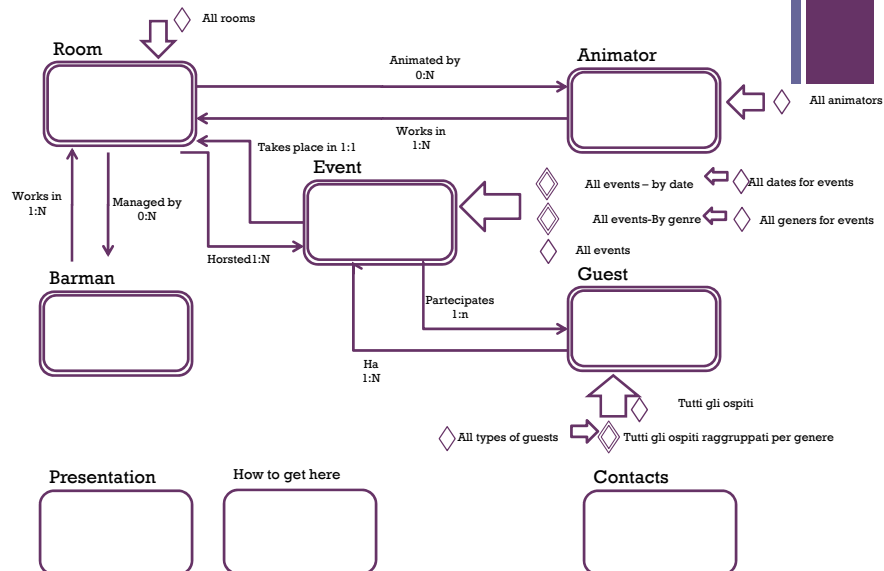 All rooms
Room
Animated by
0:N
Animator
All animators
Works in
1:N
Takes place in 1:1
Event
All events – by date
All dates for events
Works in
1:N
Managed by
0:N
All events-By genre
All geners for events
Horsted1:N
All events
Barman
Guest
Partecipates
1:n
Ha
1:N
Tutti gli ospiti
All types of guests
Tutti gli ospiti raggruppati per genere
Presentation
How to get here
Contacts